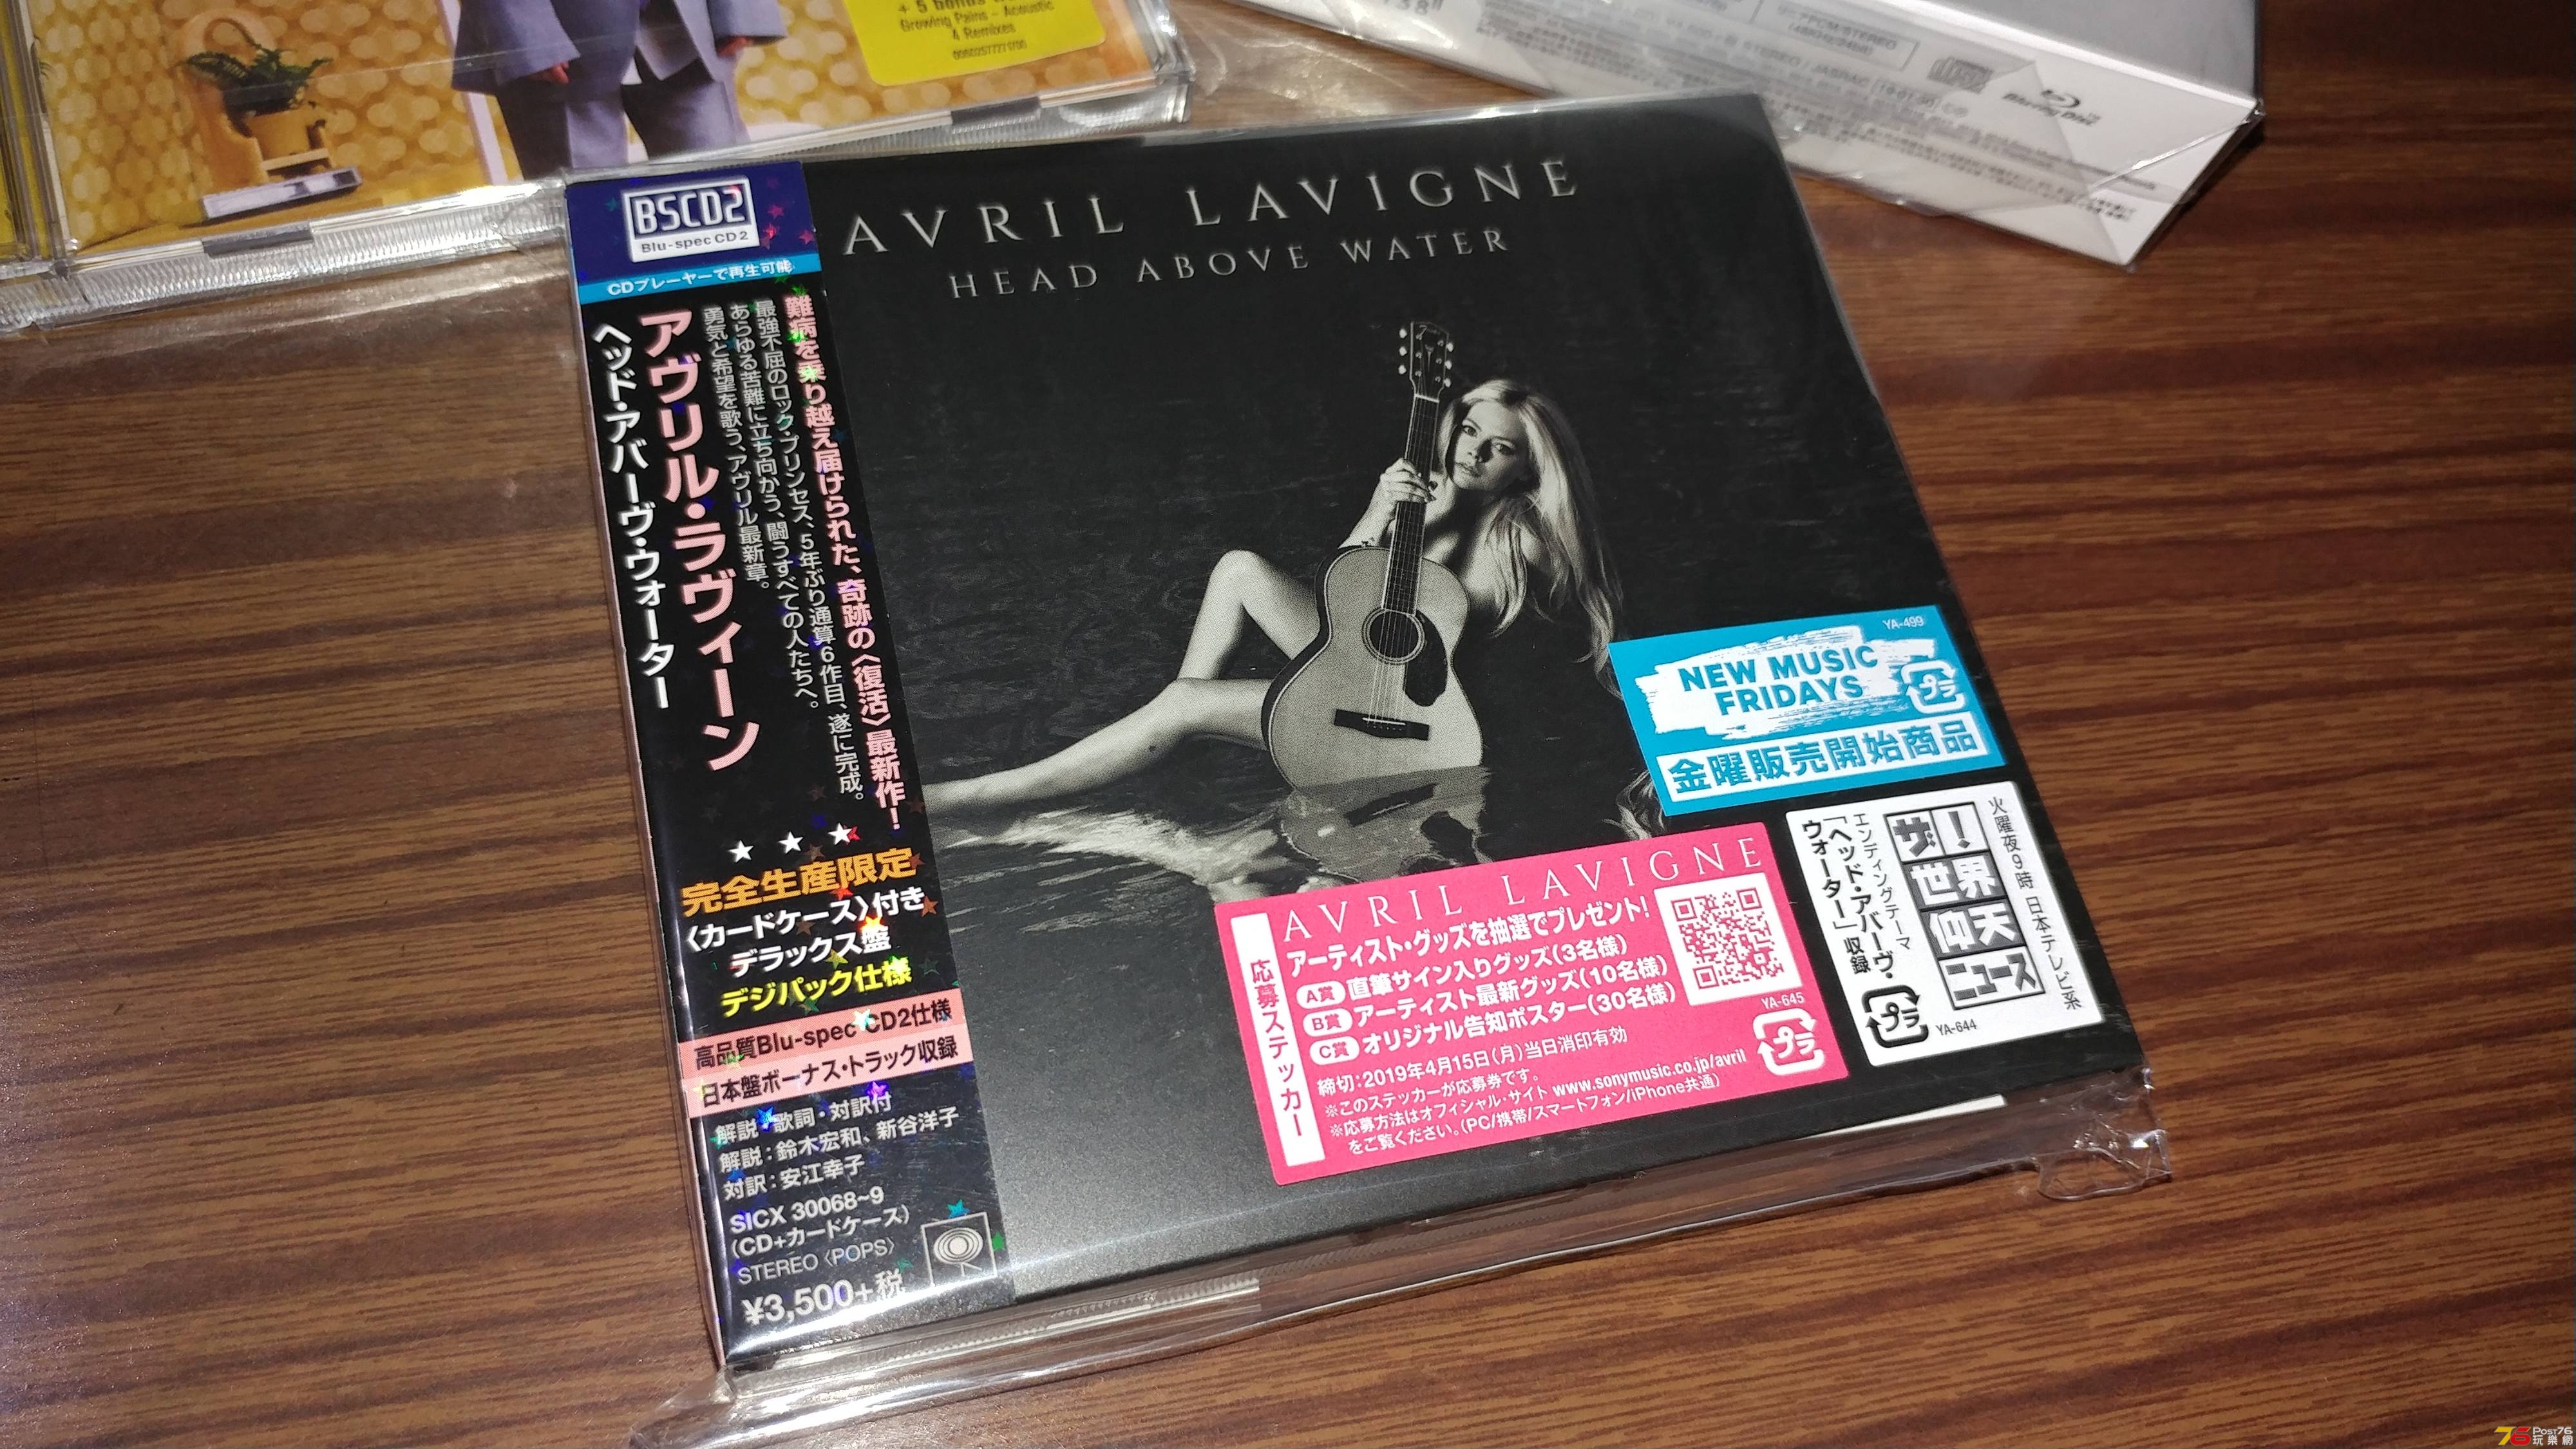 + 5 bonus
Growing Pains - Acoustic
4 Remixes
Blu-ray Disc
BSCD2
Blu-spec CD2
CDプレーヤーで再生可能
AVRIL LAVIGNE
HEAD ABOVE WATER
難病を乗り越え届けられた、奇跡の〈復活〉最新作!
最強不屈のロック・プリンセス、5年ぶり通算6作目、遂に完成。
あらゆる苦難に立ち向かう、闘うすべての人たちへ。
勇気と希望を歌う、アヴリル最新章。
アヴリル・ラヴィーン
ヘッド・アバーヴ・ウォーター
★ ★ ★
完全生産限定
〈カードケース〉付き
デラックス盤
デジパック仕様
高品質Blu-spec CD2仕様
日本盤ボーナス・トラック収録
解説・歌詞・対訳付
解説:鈴木宏和、新谷洋子
対訳:安江幸子
SICX 30068~9
(CD+カードケース)
STEREO 〈POPS〉
¥3,500+税
YA-499
NEW MUSIC
FRIDAYS
プラ
金曜販売開始商品
応募ステッカー
AVRIL LAVIGNE
アーティスト・グッズを抽選でプレゼント!
A賞 直筆サイン入りグッズ(3名様)
B賞 アーティスト最新グッズ(10名様)
C賞 オリジナル告知ポスター(30名様)
締切:2019年4月15日(月)当日消印有効
※このステッカーが応募券です。
※応募方法はオフィシャル・サイト www.sonymusic.co.jp/avril
をご覧ください。(PC/携帯/スマートフォン/iPhone共通)
YA-645
プラ
火曜夜9時 日本テレビ系
ザ!
世界
仰天
ニュース
エンディングテーマ
「ヘッド・アバーヴ・
ウォーター」収録
プラ
YA-644
76 Post76
玩樂網